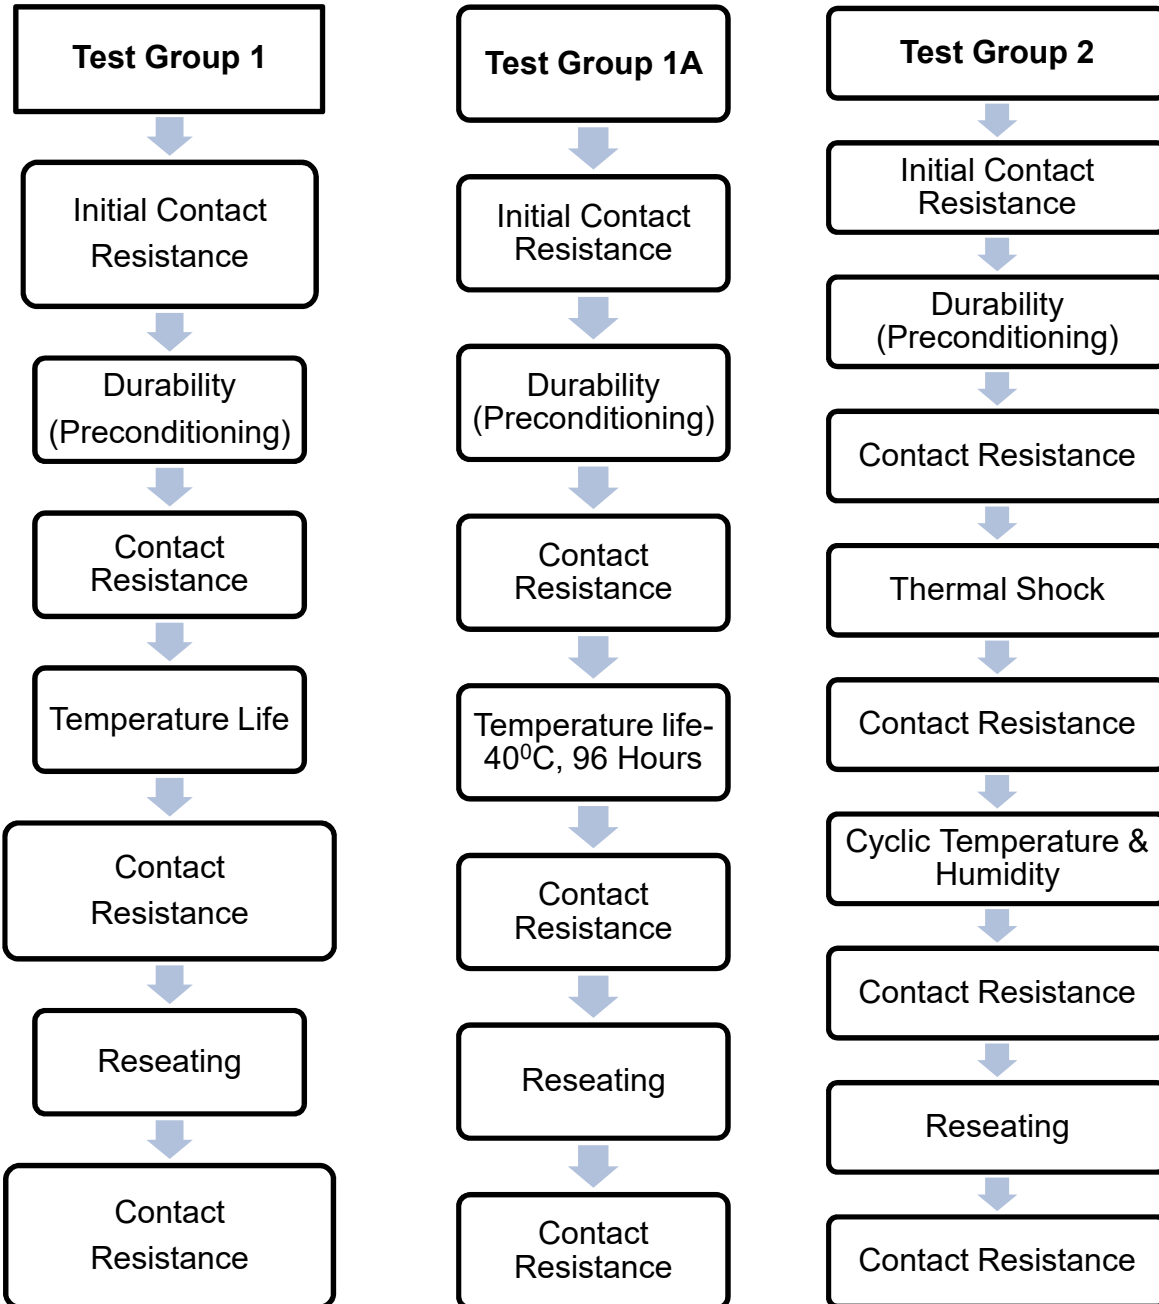 Test Group 1
Initial Contact
Resistance
Durability
(Preconditioning)
Contact
Resistance
Temperature Life
Contact
Resistance
Reseating
Contact
Resistance
Test Group 1A
Initial Contact
Resistance
Durability
(Preconditioning)
Contact
Resistance
Temperature life-
40⁰C, 96 Hours
Contact
Resistance
Reseating
Contact
Resistance
Test Group 2
Initial Contact
Resistance
Durability
(Preconditioning)
Contact Resistance
Thermal Shock
Contact Resistance
Cyclic Temperature &
Humidity
Contact Resistance
Reseating
Contact Resistance